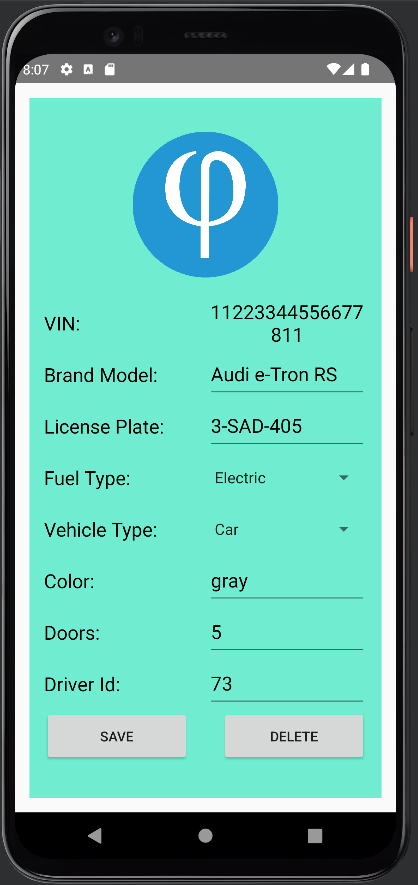 8:07
φ
VIN:
11223344556677
811
Brand Model: Audi e-Tron RS
License Plate: 3-SAD-405
Fuel Type: Electric
Vehicle Type: Car
Color: gray
Doors: 5
Driver Id: 73
SAVE DELETE